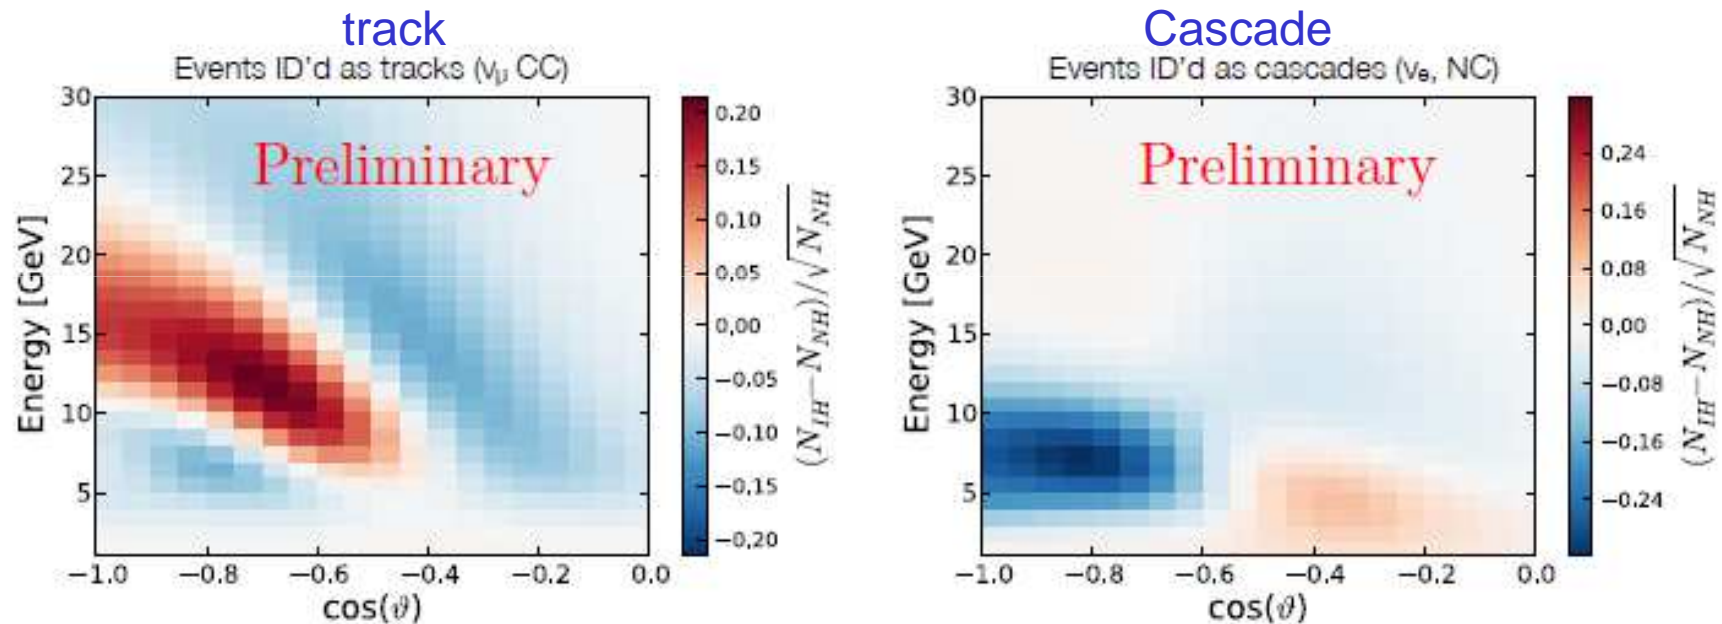 track
Events ID'd as tracks (νμ CC)
Preliminary
Energy [GeV]
30
25
20
15
10
5
−1.0 −0.8 −0.6 −0.4 −0.2 0.0
cos(ϑ)
0.20
0.15
0.10
0.05
0.00
−0.05
−0.10
−0.15
−0.20
(N_IH−N_NH)/√N_NH
Cascade
Events ID'd as cascades (νe, NC)
Preliminary
Energy [GeV]
30
25
20
15
10
5
−1.0 −0.8 −0.6 −0.4 −0.2 0.0
cos(ϑ)
0.24
0.16
0.08
0.00
−0.08
−0.16
−0.24
(N_IH−N_NH)/√N_NH